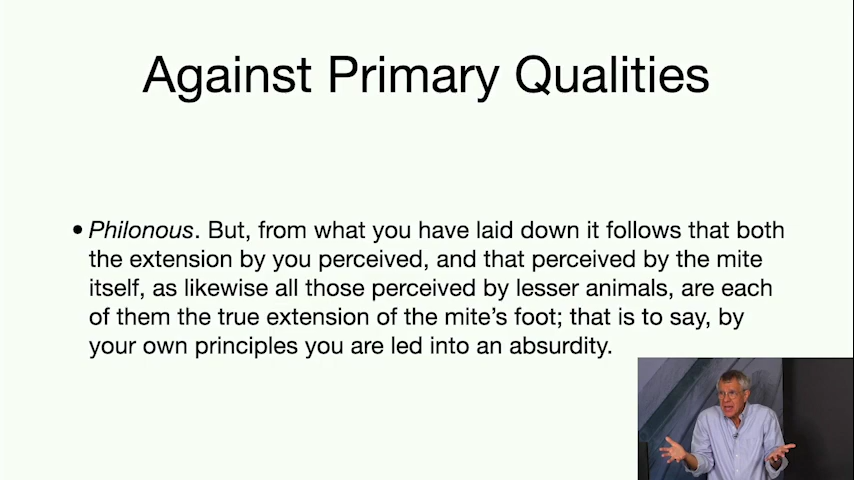 Against Primary Qualities
• Philonous. But, from what you have laid down it follows that both
the extension by you perceived, and that perceived by the mite
itself, as likewise all those perceived by lesser animals, are each
of them the true extension of the mite’s foot; that is to say, by
your own principles you are led into an absurdity.